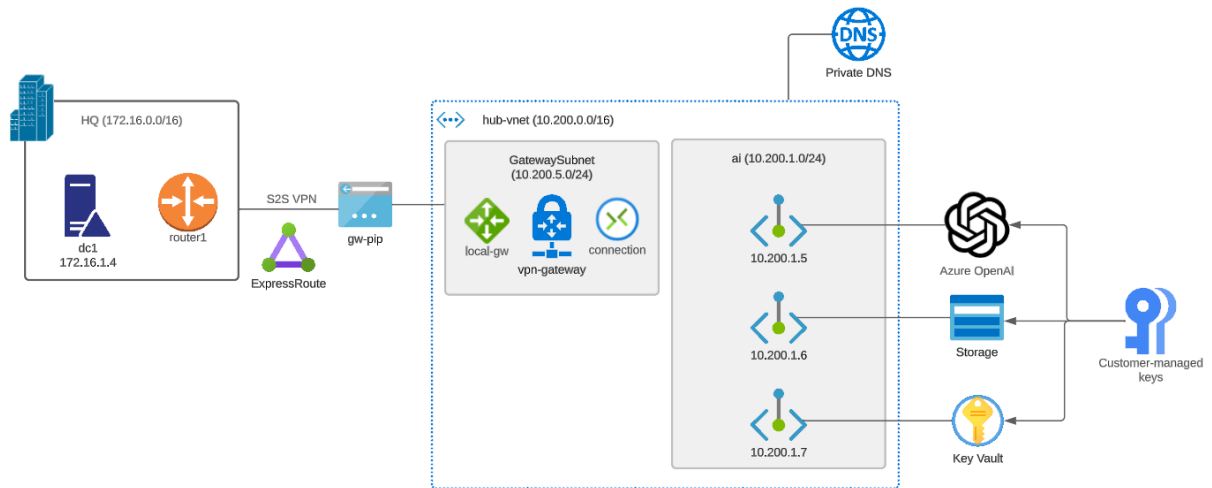 DNS
Private DNS
HQ (172.16.0.0/16)
dc1
172.16.1.4
router1
S2S VPN
ExpressRoute
gw-pip
hub-vnet (10.200.0.0/16)
GatewaySubnet
(10.200.5.0/24)
local-gw
vpn-gateway
connection
ai (10.200.1.0/24)
10.200.1.5
10.200.1.6
10.200.1.7
Azure OpenAI
Storage
Key Vault
Customer-managed
keys